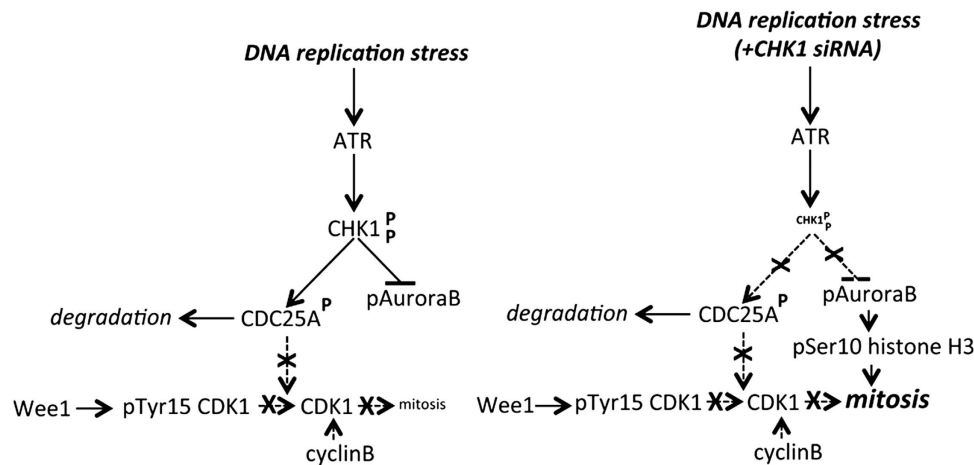 DNA replication stress
ATR
CHK1 P
P
pAuroraB
degradation
CDC25A P
Wee1
pTyr15 CDK1
X
CDK1
X
mitosis
cyclinB
DNA replication stress
(+CHK1 siRNA)
ATR
CHK1 P
P
pAuroraB
degradation
CDC25A P
pSer10 histone H3
Wee1
pTyr15 CDK1
X
CDK1
X
mitosis
cyclinB